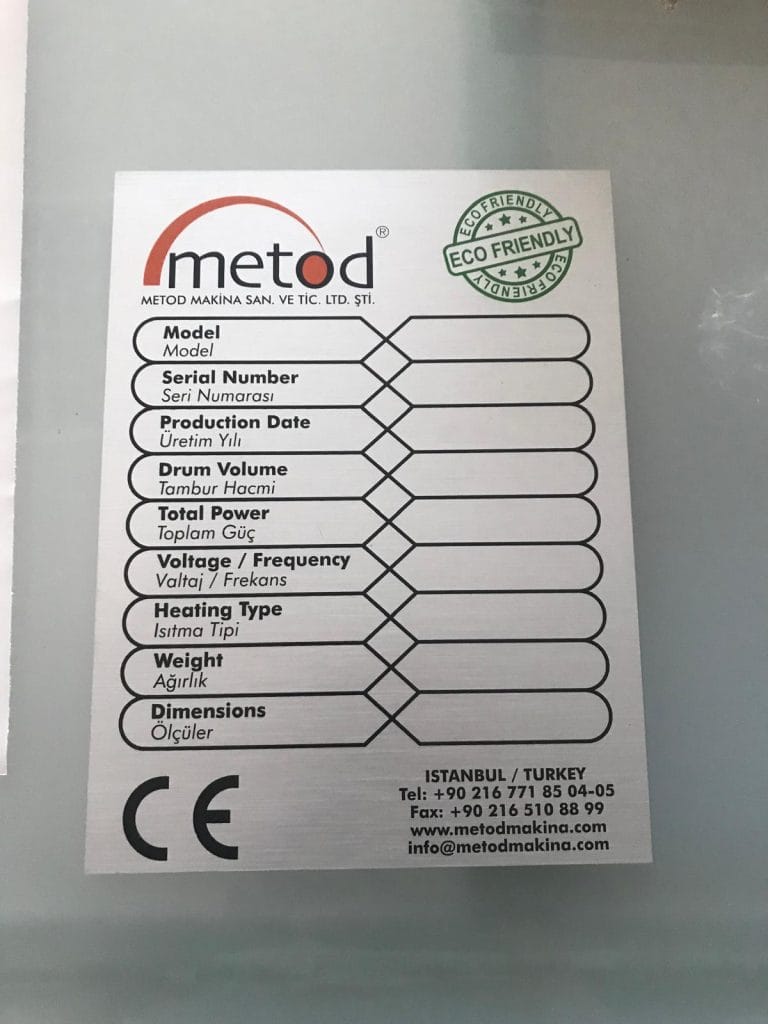 metod®
METOD MAKİNA SAN. VE TİC. LTD. ŞTİ.
ECO FRIENDLY
ECO FRIENDLY
ECO FRIENDLY
ECO FRIENDLY
Model
Model
Serial Number
Seri Numarası
Production Date
Üretim Yılı
Drum Volume
Tambur Hacmi
Total Power
Toplam Güç
Voltage / Frequency
Valtaj / Frekans
Heating Type
Isıtma Tipi
Weight
Ağırlık
Dimensions
Ölçüler
CE
ISTANBUL / TURKEY
Tel: +90 216 771 85 04-05
Fax: +90 216 510 88 99
www.metodmakina.com
info@metodmakina.com